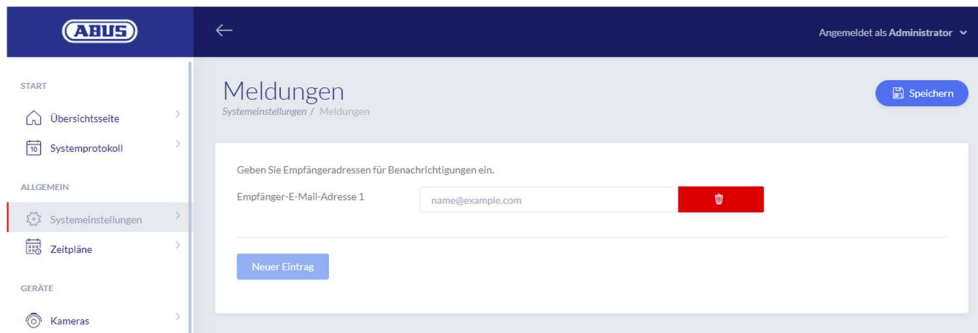 ABUS
Angemeldet als Administrator
START
Übersichtsseite
10 Systemprotokoll
ALLGEMEIN
Systemeinstellungen
Zeitpläne
GERÄTE
Kameras
Meldungen
Systemeinstellungen / Meldungen
Speichern
Geben Sie Empfängeradressen für Benachrichtigungen ein.
Empfänger-E-Mail-Adresse 1 name@example.com
Neuer Eintrag